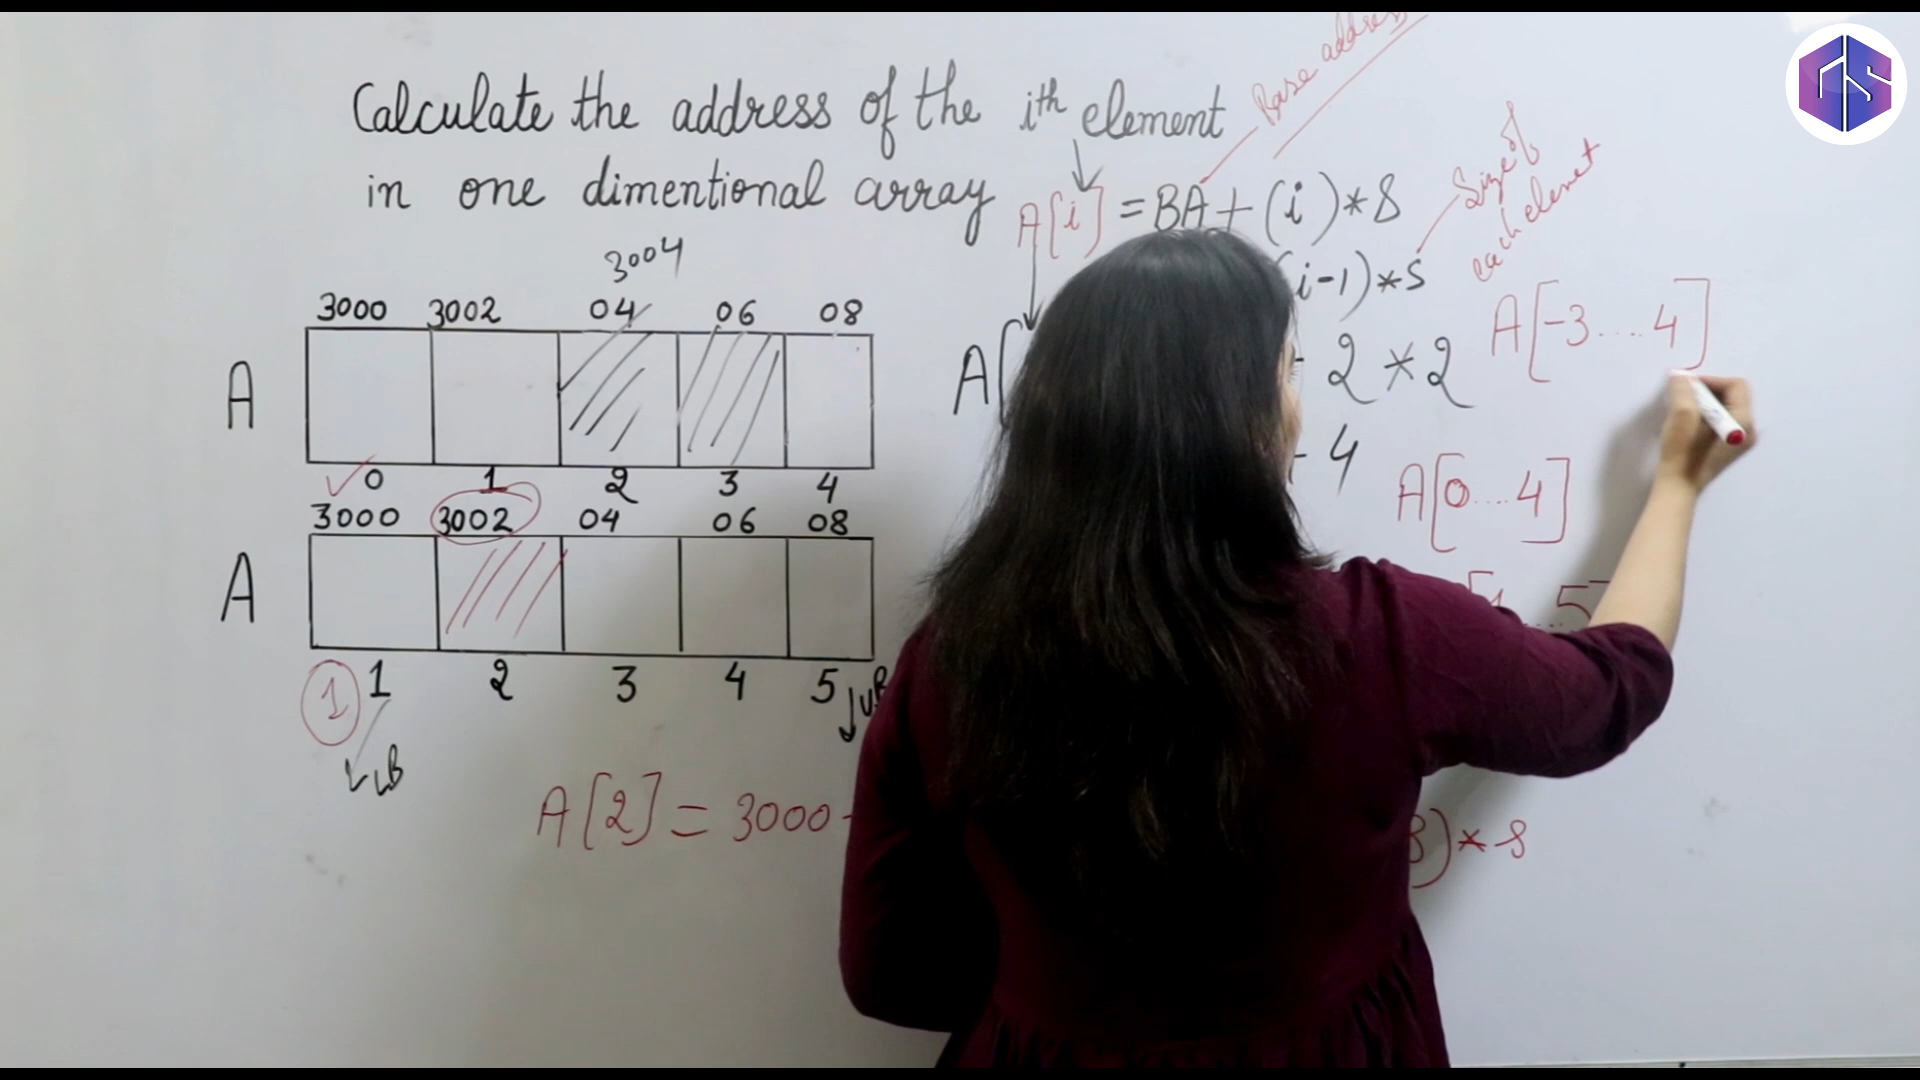 Calculate the address of the ith element
in one dimentional array
Base address
A[i] = BA + (i) * S
Size of
each element
(i-1) * S
A[-3....4]
3004
3000 3002 04 06 08
A
0 1 2 3 4
2 * 2
4
A[0....4]
3000 3002 04 06 08
A
1 1 2 3 4 5
LB
UB
5
A[2] = 3000
) * S